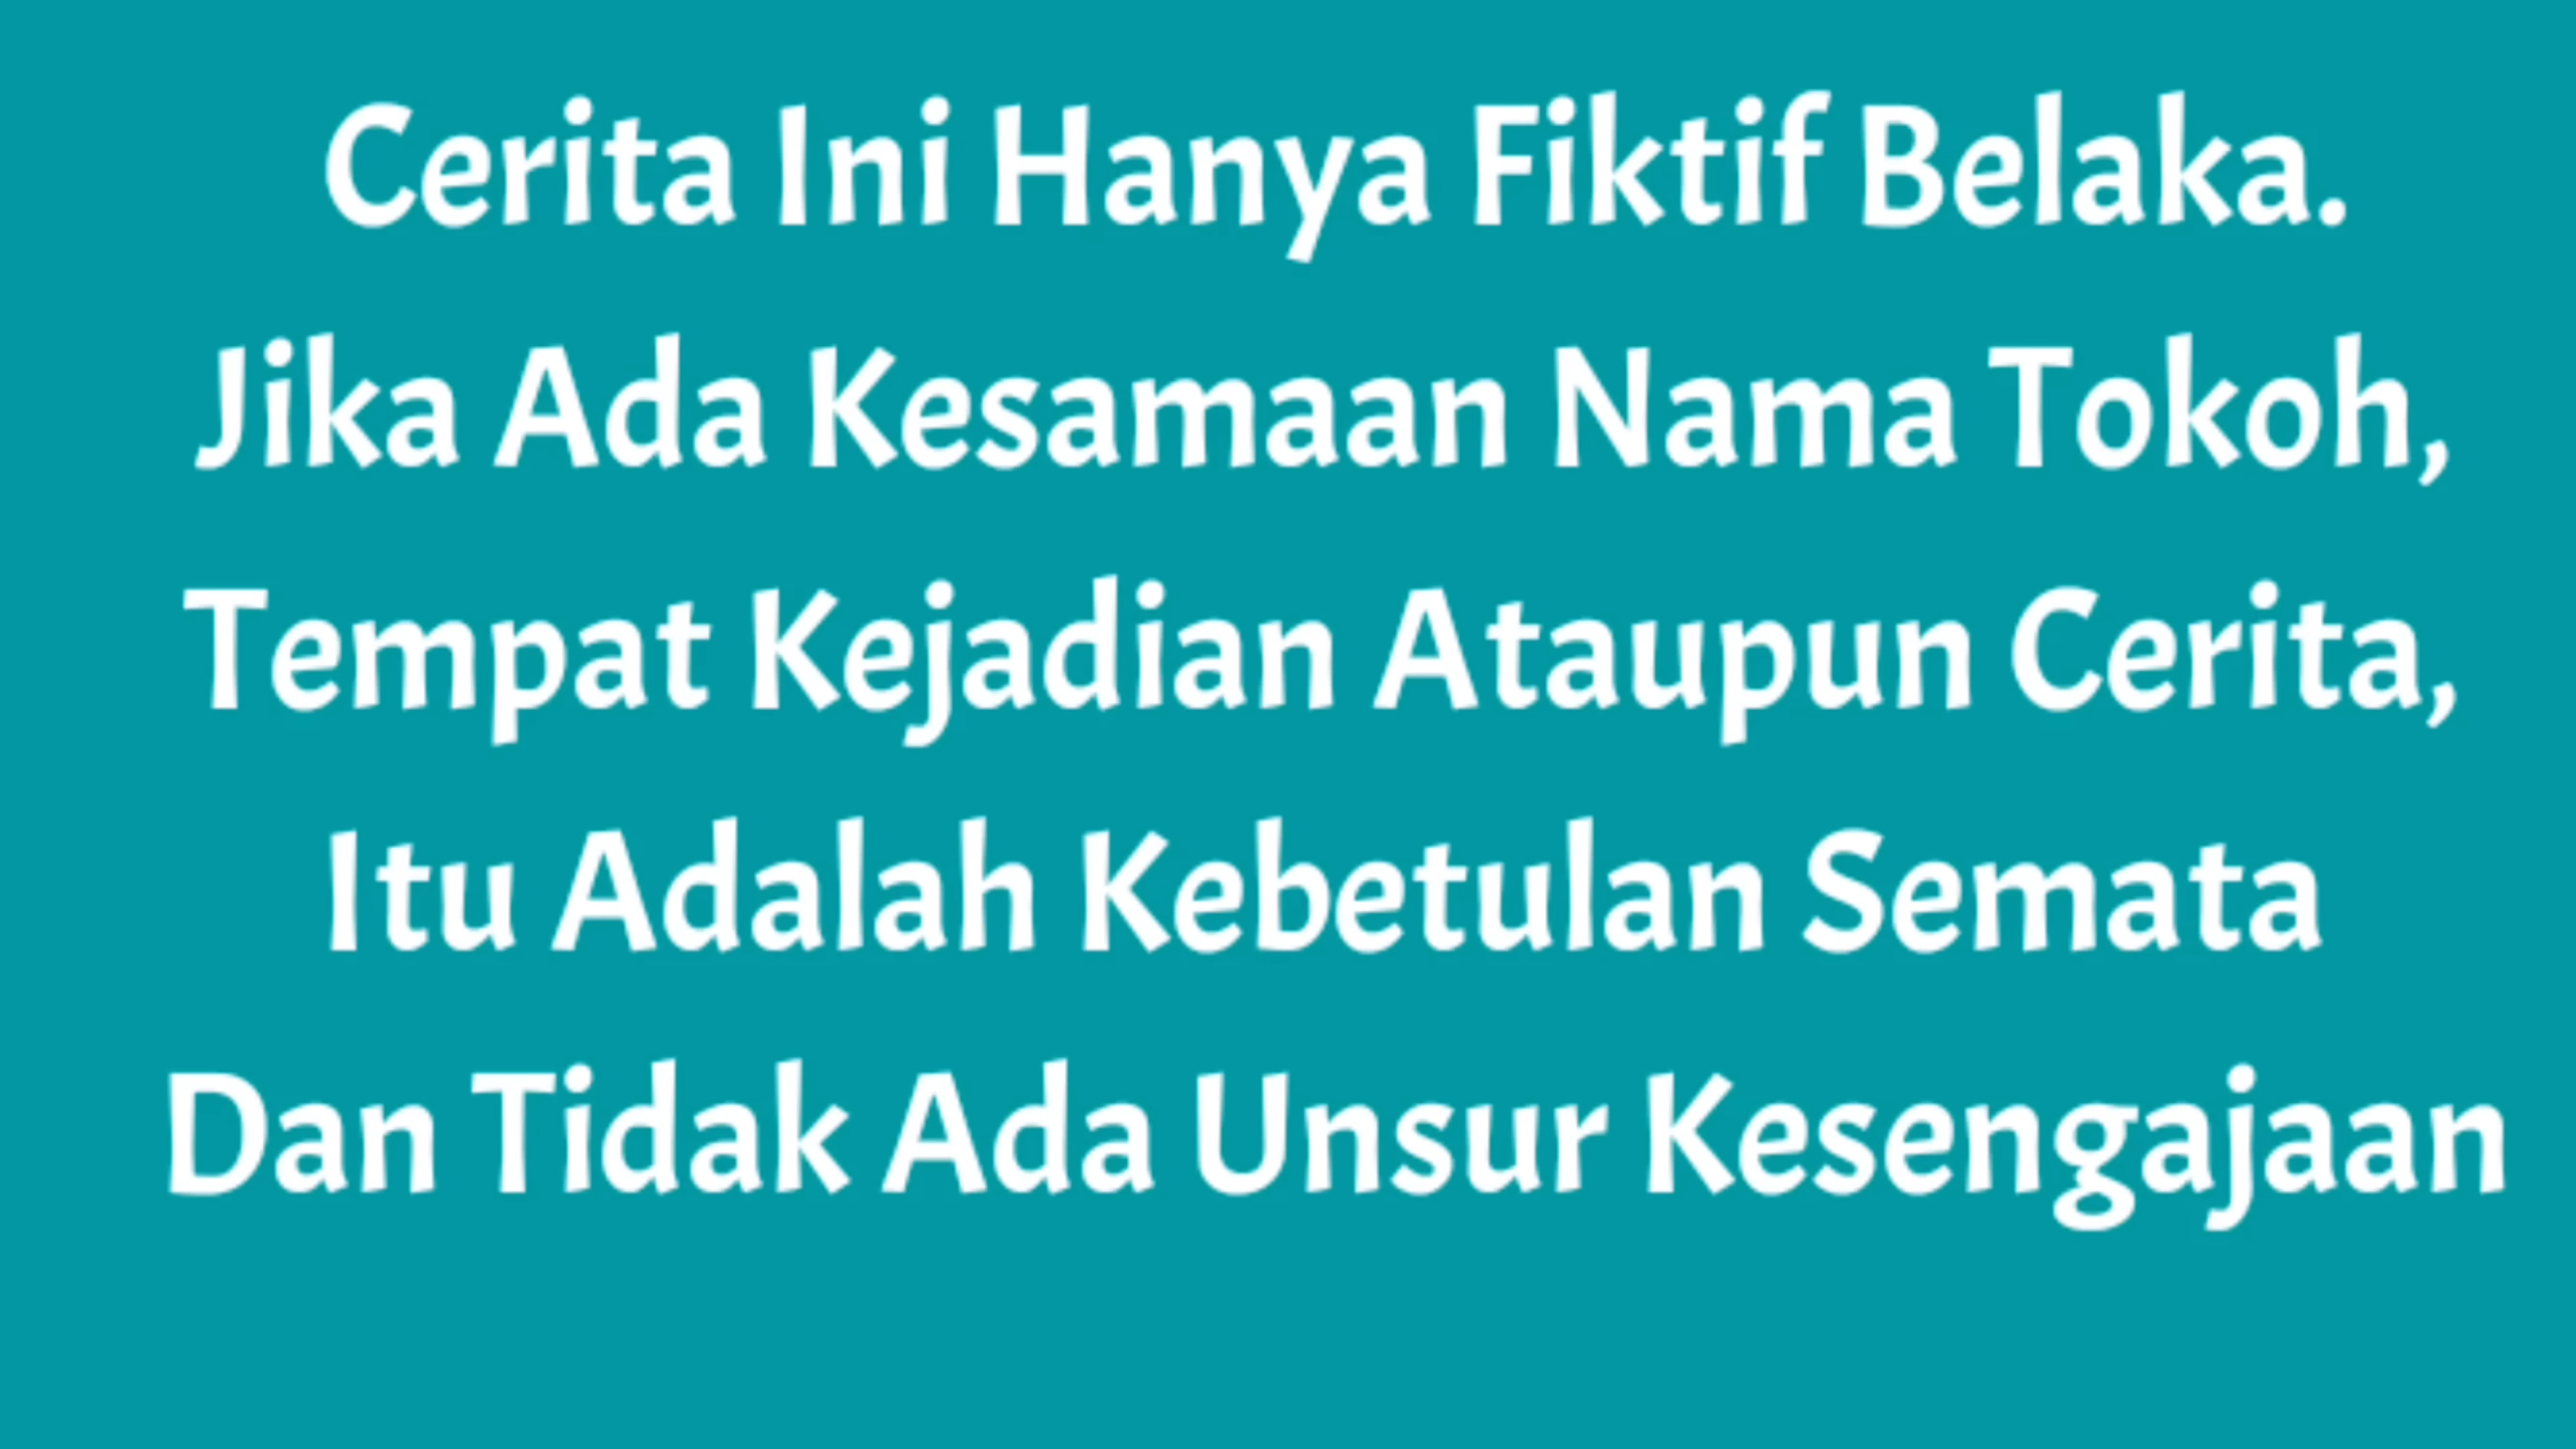 Cerita Ini Hanya Fiktif Belaka.
Jika Ada Kesamaan Nama Tokoh,
Tempat Kejadian Ataupun Cerita,
Itu Adalah Kebetulan Semata
Dan Tidak Ada Unsur Kesengajaan